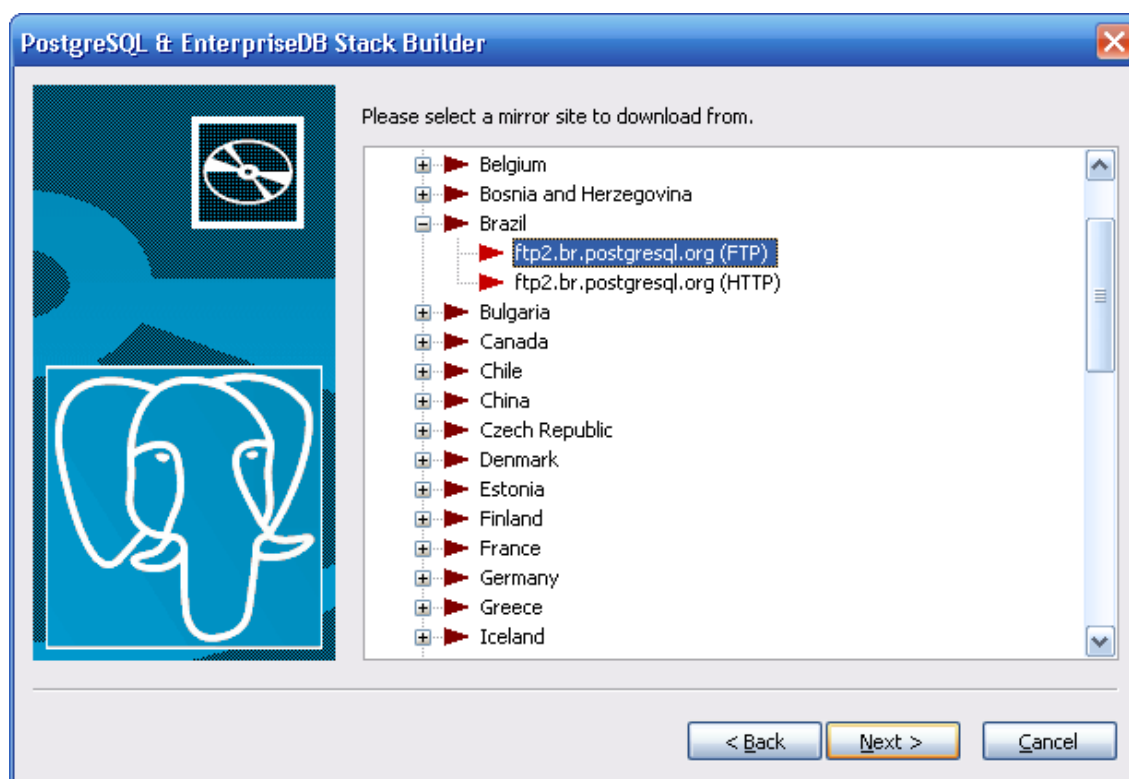 PostgreSQL & EnterpriseDB Stack Builder
Please select a mirror site to download from.
Belgium
Bosnia and Herzegovina
Brazil
ftp2.br.postgresql.org (FTP)
ftp2.br.postgresql.org (HTTP)
Bulgaria
Canada
Chile
China
Czech Republic
Denmark
Estonia
Finland
France
Germany
Greece
Iceland
< Back Next > Cancel